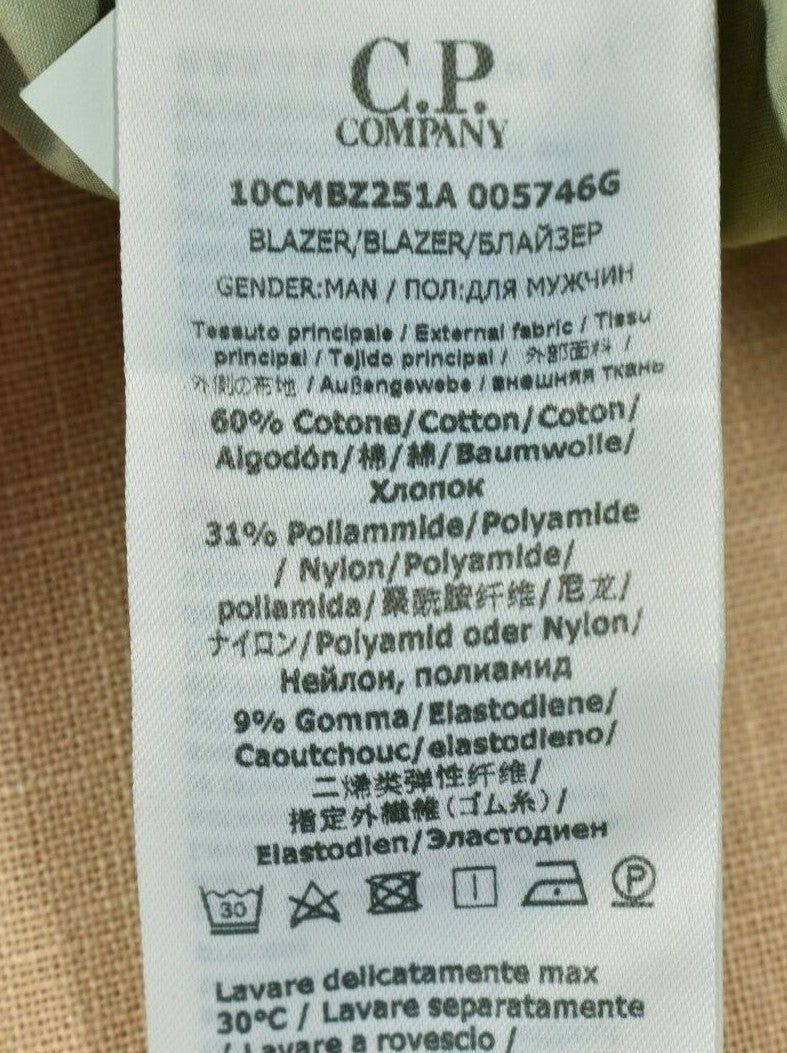 C.P.
COMPANY
10CMBZ251A 005746G
BLAZER/BLAZER/БЛАЙЗЕР
GENDER:MAN / ПОЛ:ДЛЯ МУЖЧИН
Tessuto principale / External fabric / Tissu
principal / Tejido principal / 外部面料 /
外側の布地 / Außengewebe / внешняя ткань
60% Cotone/Cotton/Coton/
Algodón/棉/綿/Baumwolle/
Хлопок
31% Poliammide/Polyamide
/ Nylon/Polyamide/
poliamida/聚酰胺纤维/尼龙/
ナイロン/Polyamid oder Nylon/
Нейлон, полиамид
9% Gomma/Elastodiene/
Caoutchouc/elastodieno/
二烯类弹性纤维/
指定外繊維(ゴム糸)/
Elastodien/Эластодиен
30 P
Lavare delicatamente max
30°C / Lavare separatamente
/ Lavare a rovescio /